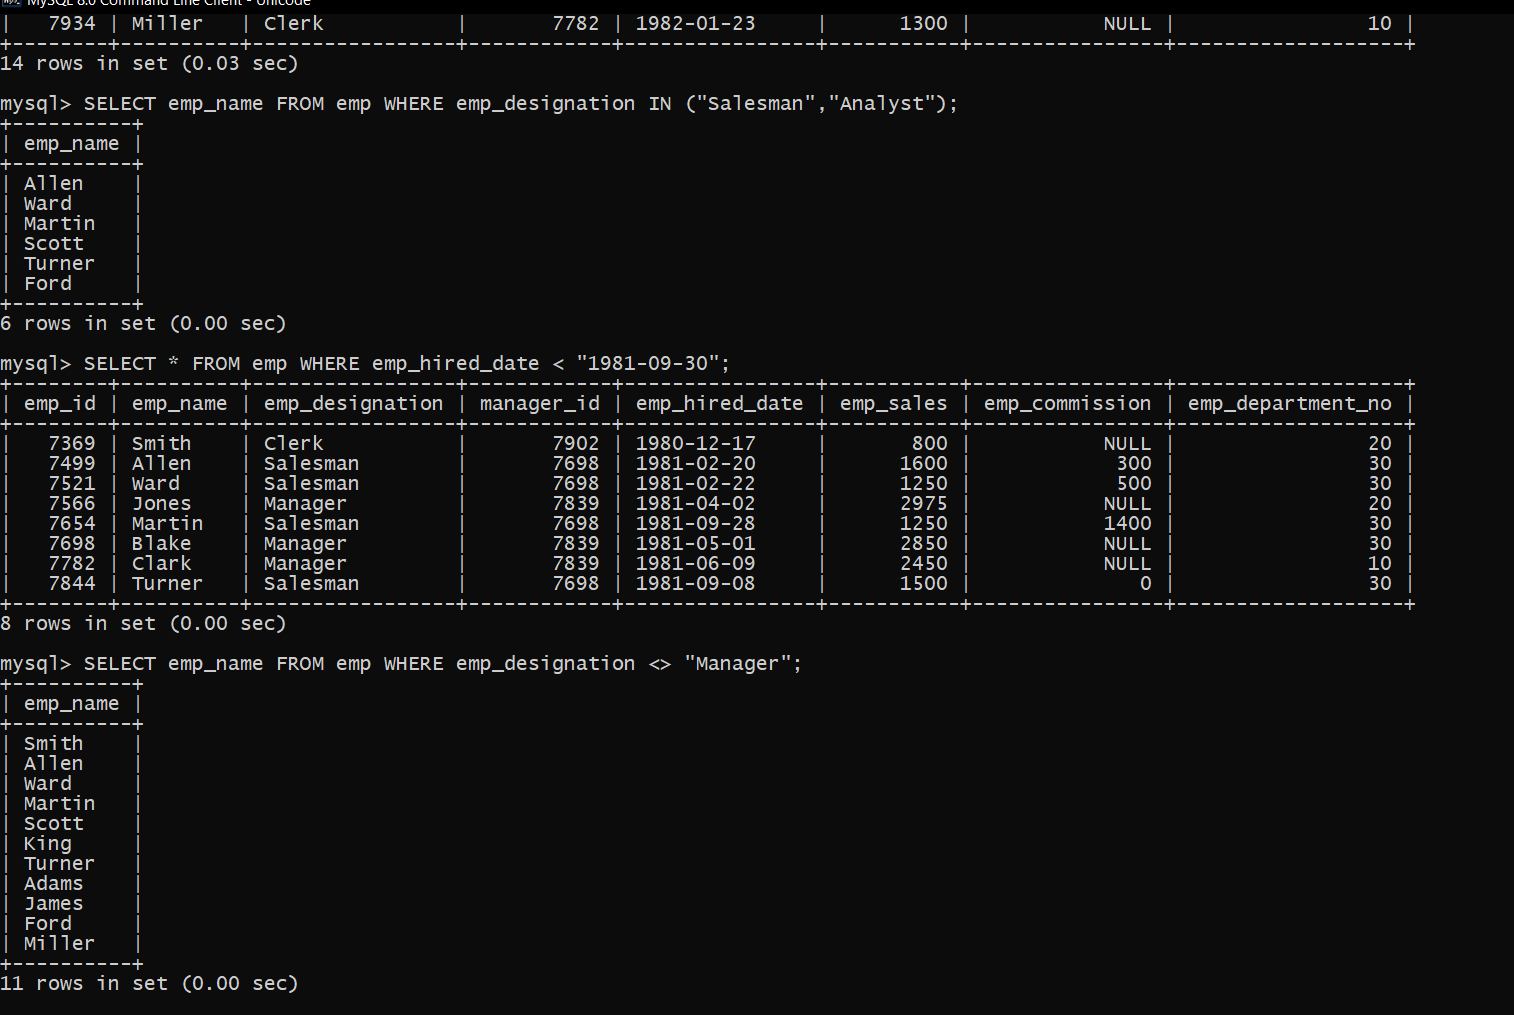 MySQL 8.0 Command Line Client - Unicode
|   7934 | Miller   | Clerk           |       7782 | 1982-01-23     |      1300 |           NULL |                10 |
+--------+----------+-----------------+------------+----------------+-----------+----------------+-------------------+
14 rows in set (0.03 sec)
mysql> SELECT emp_name FROM emp WHERE emp_designation IN ("Salesman","Analyst");
+----------+
| emp_name |
+----------+
| Allen    |
| Ward     |
| Martin   |
| Scott    |
| Turner   |
| Ford     |
+----------+
6 rows in set (0.00 sec)
mysql> SELECT * FROM emp WHERE emp_hired_date < "1981-09-30";
+--------+----------+-----------------+------------+----------------+-----------+----------------+-------------------+
| emp_id | emp_name | emp_designation | manager_id | emp_hired_date | emp_sales | emp_commission | emp_department_no |
+--------+----------+-----------------+------------+----------------+-----------+----------------+-------------------+
|   7369 | Smith    | Clerk           |       7902 | 1980-12-17     |       800 |           NULL |                20 |
|   7499 | Allen    | Salesman        |       7698 | 1981-02-20     |      1600 |            300 |                30 |
|   7521 | Ward     | Salesman        |       7698 | 1981-02-22     |      1250 |            500 |                30 |
|   7566 | Jones    | Manager         |       7839 | 1981-04-02     |      2975 |           NULL |                20 |
|   7654 | Martin   | Salesman        |       7698 | 1981-09-28     |      1250 |           1400 |                30 |
|   7698 | Blake    | Manager         |       7839 | 1981-05-01     |      2850 |           NULL |                30 |
|   7782 | Clark    | Manager         |       7839 | 1981-06-09     |      2450 |           NULL |                10 |
|   7844 | Turner   | Salesman        |       7698 | 1981-09-08     |      1500 |              0 |                30 |
+--------+----------+-----------------+------------+----------------+-----------+----------------+-------------------+
8 rows in set (0.00 sec)
mysql> SELECT emp_name FROM emp WHERE emp_designation <> "Manager";
+----------+
| emp_name |
+----------+
| Smith    |
| Allen    |
| Ward     |
| Martin   |
| Scott    |
| King     |
| Turner   |
| Adams    |
| James    |
| Ford     |
| Miller   |
+----------+
11 rows in set (0.00 sec)